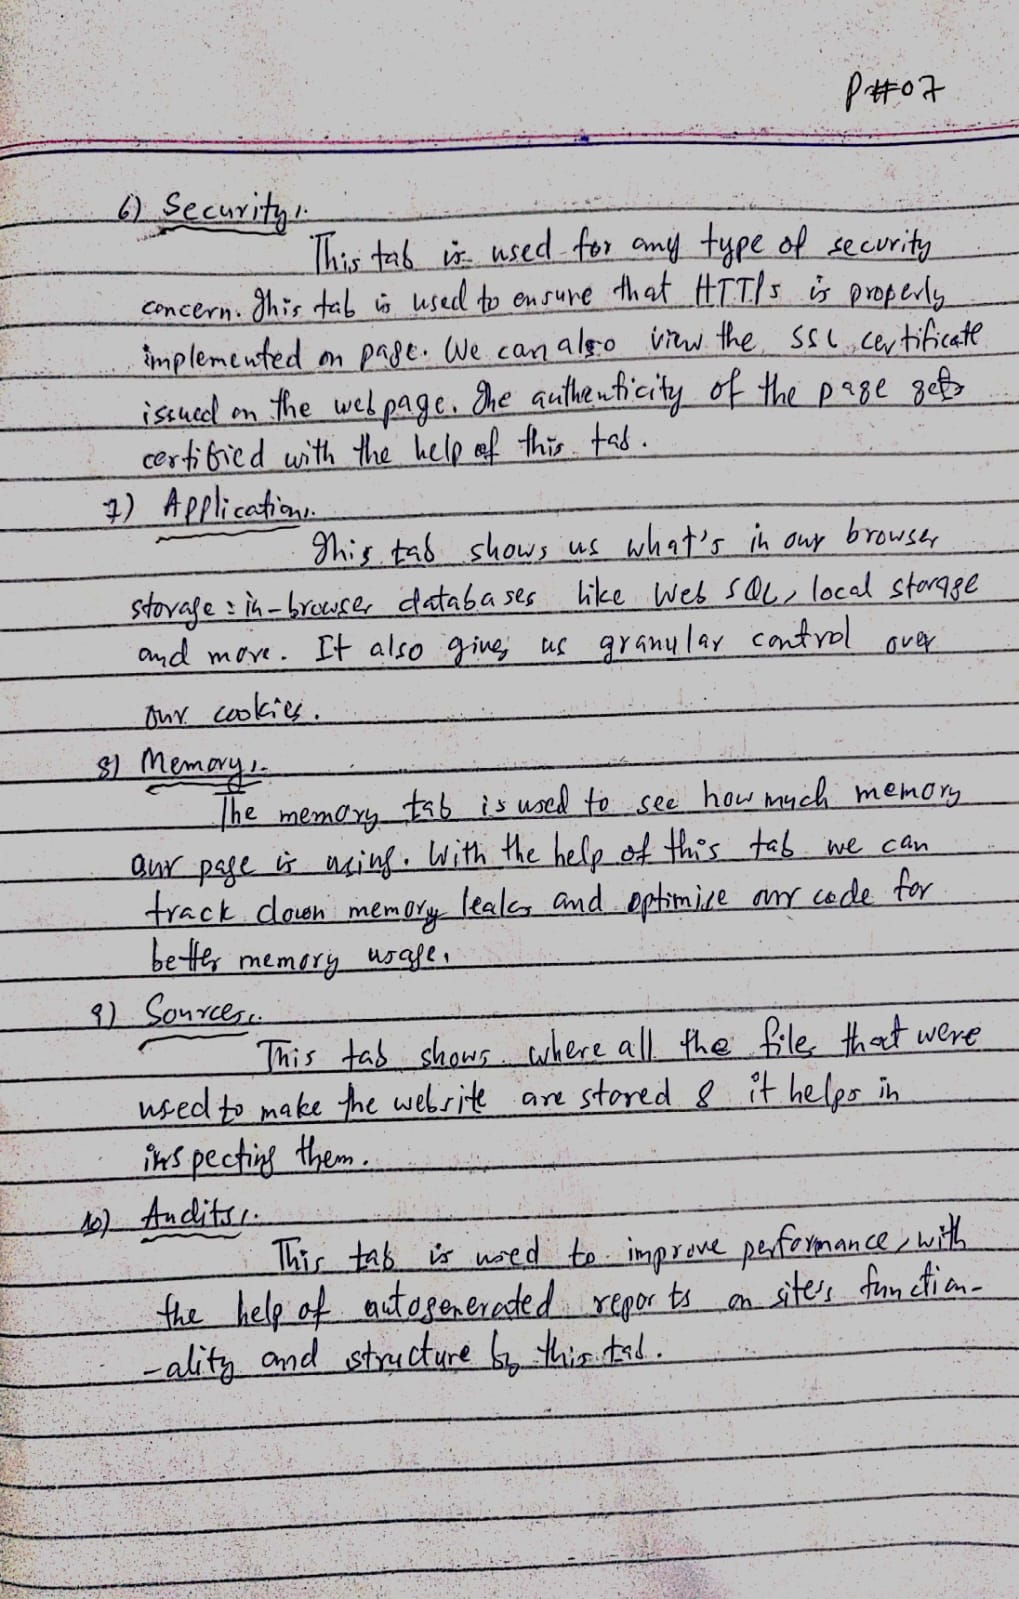 P#07
6) Security:-
This tab is used for any type of security
concern. This tab is used to ensure that HTTPs is properly
implemented on page. We can also view the SSL certificate
issued on the webpage. The authenticity of the page gets
certified with the help of this tab.
7) Application:-
This tab shows us what's in our browser
storage: in-browser databases like Web SQL, local storage
and more. It also gives us granular control over
our cookies.
8) Memory:-
The memory tab is used to see how much memory
our page is using. With the help of this tab we can
track down memory leaks and optimise our code for
better memory usage.
9) Sources:-
This tab shows where all the files that were
used to make the website are stored & it helps in
inspecting them.
10) Audits:-
This tab is used to improve performance, with
the help of autogenerated reports on site's function-
-ality and structure by this tab.